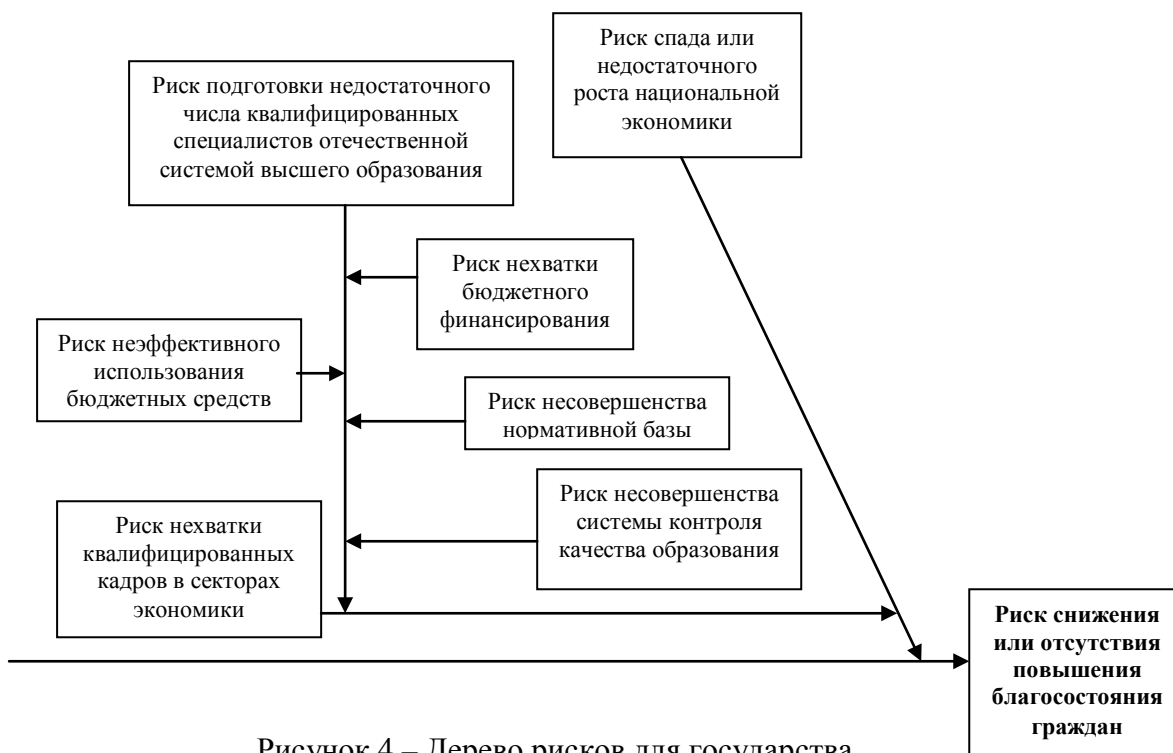 Риск спада или
недостаточного
роста национальной
экономики
Риск подготовки недостаточного
числа квалифицированных
специалистов отечественной
системой высшего образования
Риск нехватки
бюджетного
финансирования
Риск неэффективного
использования
бюджетных средств
Риск несовершенства
нормативной базы
Риск несовершенства
системы контроля
качества образования
Риск нехватки
квалифицированных
кадров в секторах
экономики
Риск снижения
или отсутствия
повышения
благосостояния
граждан
Рисунок 4 – Дерево рисков для государства